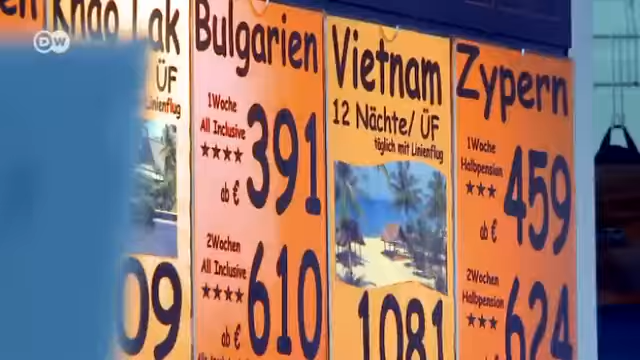 DW
en
Khao Lak
ÜF
Linienflug
09
Bulgarien
1Woche
All Inclusive
★★★★
ab € 391
2Wochen
All Inclusive
★★★★
ab € 610
Vietnam
12 Nächte/ ÜF
täglich mit Linienflug
1081
Zypern
1Woche
Halbpension
★★★
ab € 459
2Wochen
Halbpension
★★★
624